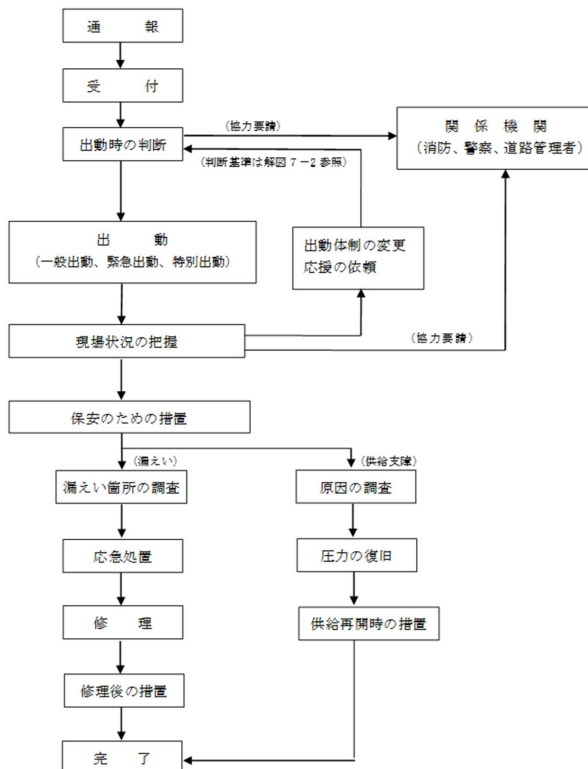 通　報
受　付
（協力要請）
出動時の判断
関　係　機　関
（消防、警察、道路管理者）
（判断基準は解図７－２参照）
出　　動
（一般出動、緊急出動、特別出動）
出動体制の変更
応援の依頼
現場状況の把握
（協力要請）
保安のための措置
（漏えい）
（供給支障）
漏えい箇所の調査
原因の調査
応急処置
圧力の復旧
修　理
供給再開時の措置
修理後の措置
完　了